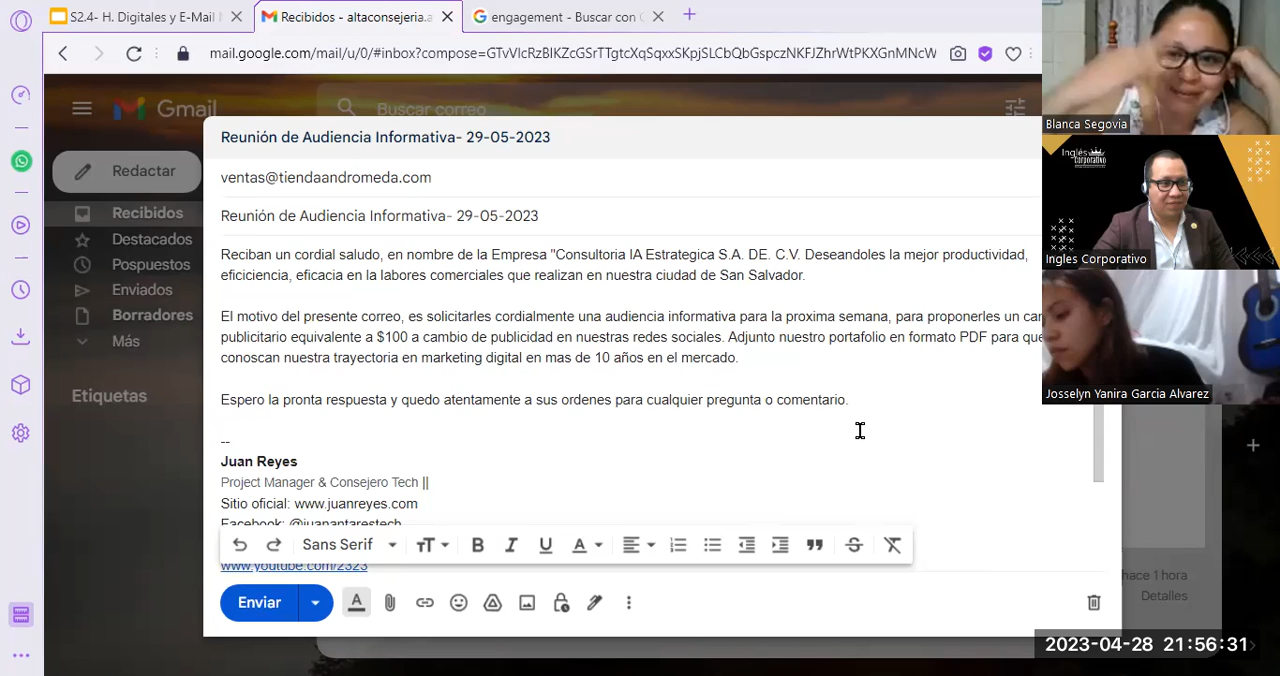 S2.4- H. Digitales y E-Mail
Recibidos - altaconsejeria.a
engagement - Buscar con
mail.google.com/mail/u/0/#inbox?compose=GTvVlcRzBlKZcGSrTTgtcXqSqxxSKpjSLCbQbGspczNKFJZhrWtPKXGnMNcW
Gmail
Buscar correo
Redactar
Recibidos
Destacados
Pospuestos
Enviados
Borradores
Más
Etiquetas
Reunión de Audiencia Informativa- 29-05-2023
ventas@tiendaandromeda.com
Reunión de Audiencia Informativa- 29-05-2023
Reciban un cordial saludo, en nombre de la Empresa "Consultoria IA Estrategica S.A. DE. C.V. Deseandoles la mejor productividad,
eficiciencia, eficacia en la labores comerciales que realizan en nuestra ciudad de San Salvador.
El motivo del presente correo, es solicitarles cordialmente una audiencia informativa para la proxima semana, para proponerles un can
publicitario equivalente a $100 a cambio de publicidad en nuestras redes sociales. Adjunto nuestro portafolio en formato PDF para que
conoscan nuestra trayectoria en marketing digital en mas de 10 años en el mercado.
Espero la pronta respuesta y quedo atentamente a sus ordenes para cualquier pregunta o comentario.
--
Juan Reyes
Project Manager & Consejero Tech ||
Sitio oficial: www.juanreyes.com
Facebook: @juanantarestech
www.youtube.com/2323
Sans Serif
Enviar
hace 1 hora
Detalles
Blanca Segovia
Inglés
Corporativo
Ingles Corporativo
Josselyn Yanira Garcia Alvarez
2023-04-28 21:56:31